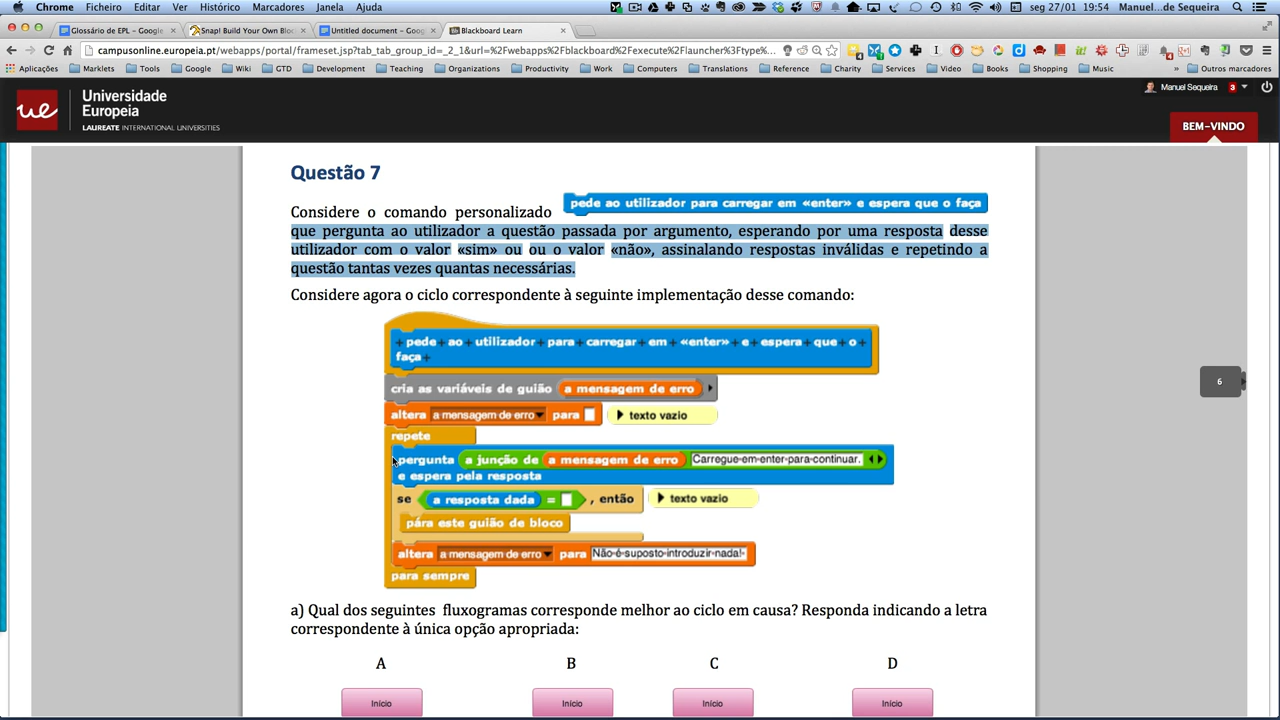 Chrome Ficheiro Editar Ver Histórico Marcadores Janela Ajuda seg 27/01 19:54 Manuel...de Sequeira
Glossário de EPL – Google Snap! Build Your Own Bloc Untitled document – Goog Blackboard Learn
campusonline.europeia.pt/webapps/portal/frameset.jsp?tab_tab_group_id=_2_1&url=%2Fwebapps%2Fblackboard%2Fexecute%2Flauncher%3Ftype%...
Aplicações Marklets Tools Google Wiki GTD Development Teaching Organizations Productivity Work Computers Translations Reference Charity Services Video Books Shopping Music » Outros marcadores
ue Universidade
Europeia
LAUREATE INTERNATIONAL UNIVERSITIES
Manuel Sequeira 3
BEM-VINDO
Questão 7
Considere o comando personalizado pede ao utilizador para carregar em «enter» e espera que o faça
que pergunta ao utilizador a questão passada por argumento, esperando por uma resposta desse
utilizador com o valor «sim» ou ou o valor «não», assinalando respostas inválidas e repetindo a
questão tantas vezes quantas necessárias.
Considere agora o ciclo correspondente à seguinte implementação desse comando:
+ pede + ao + utilizador + para + carregar + em + «enter» + e + espera + que + o +
faça +
cria as variáveis de guião a mensagem de erro
altera a mensagem de erro para texto vazio
repete
pergunta a junção de a mensagem de erro Carregue-em-enter-para-continuar.
e espera pela resposta
se a resposta dada = , então texto vazio
pára este guião de bloco
altera a mensagem de erro para Não-é-suposto-introduzir-nada!-
para sempre
6
a) Qual dos seguintes fluxogramas corresponde melhor ao ciclo em causa? Responda indicando a letra
correspondente à única opção apropriada:
A B C D
Início Início Início Início